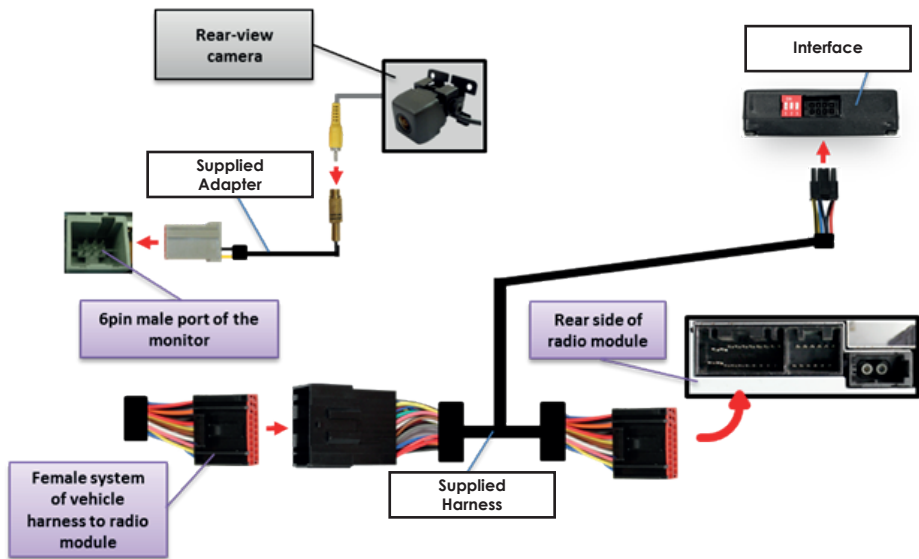 Rear-view
camera
Interface
Supplied
Adapter
6pin male port of the
monitor
Rear side of
radio module
Female system
of vehicle
harness to radio
module
Supplied
Harness